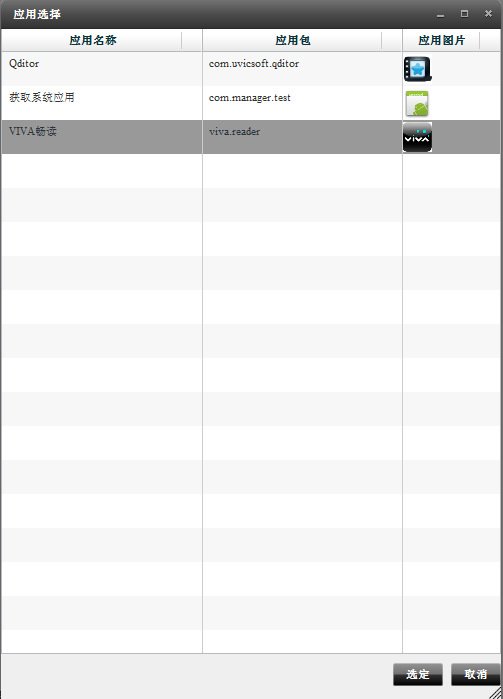 应用选择
应用名称 应用包 应用图片
Qditor com.uvicsoft.qditor
获取系统应用 com.manager.test
VIVA畅读 viva.reader viva
选定 取消